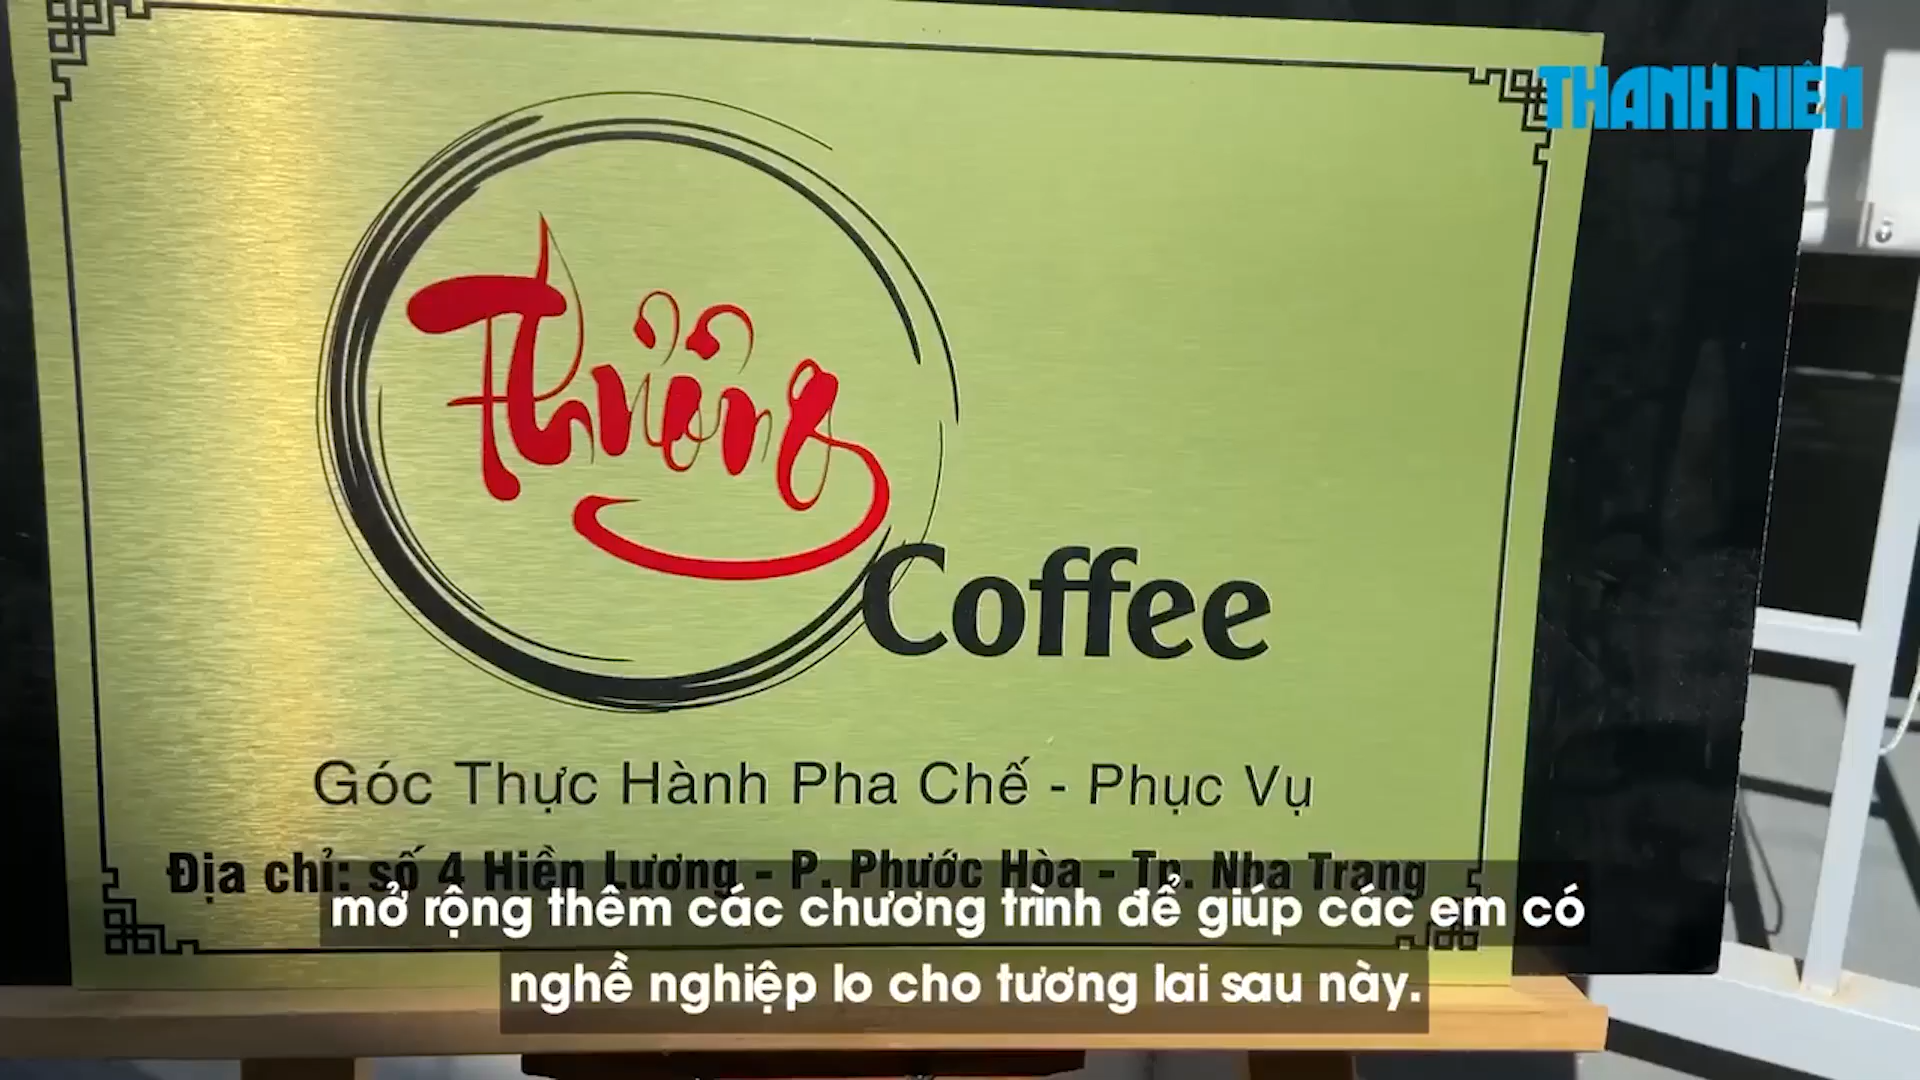 THANH NIÊN
Thương
Coffee
Góc Thực Hành Pha Chế - Phục Vụ
Địa chỉ: số 4 Hiền Lương - P. Phước Hòa - Tp. Nha Trang
mở rộng thêm các chương trình để giúp các em có
nghề nghiệp lo cho tương lai sau này.